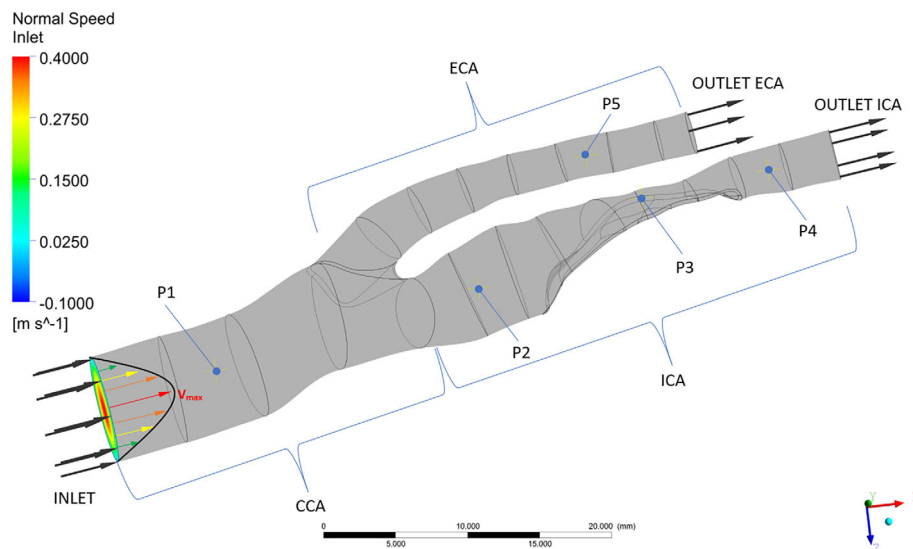 Normal Speed
Inlet
0.4000
0.2750
0.1500
0.0250
-0.1000
[m s^-1]
ECA
OUTLET ECA
OUTLET ICA
P5
P3
P4
P1
P2
ICA
Vmax
INLET
CCA
0
10.000
20.000
(mm)
5.000
15.000
Y
Z